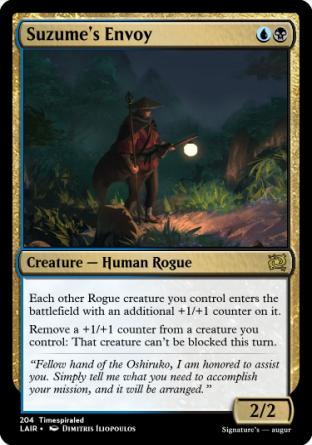 Suzume's Envoy
Creature — Human Rogue
Each other Rogue creature you control enters the
battlefield with an additional +1/+1 counter on it.
Remove a +1/+1 counter from a creature you
control: That creature can't be blocked this turn.
“Fellow hand of the Oshiruko, I am honored to assist
you. Simply tell me what you need to accomplish
your mission, and it will be arranged.”
2/2
204 Timespiraled
LAIR • Dimitris Iliopoulos
Signature's — augur